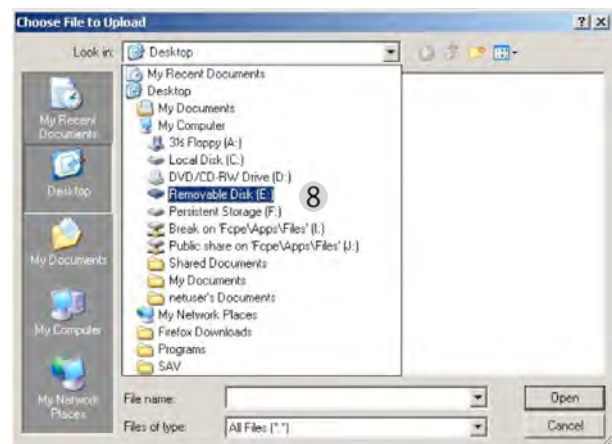 Choose File to Upload
Look in: Desktop
My Recent Documents
Desktop
My Documents
My Computer
3½ Floppy (A:)
Local Disk (C:)
DVD/CD-RW Drive (D:)
Removable Disk (E:)
8
Persistent Storage (F:)
Break on 'Fcpe\Apps\Files' (I:)
Public share on 'Fcpe\Apps\Files' (J:)
Shared Documents
My Documents
netuser's Documents
My Network Places
Firefox Downloads
Programs
SAV
My Recent
Documents
Desktop
My Documents
My Computer
My Network
Places
File name:
Open
Files of type: All Files (*.*)
Cancel